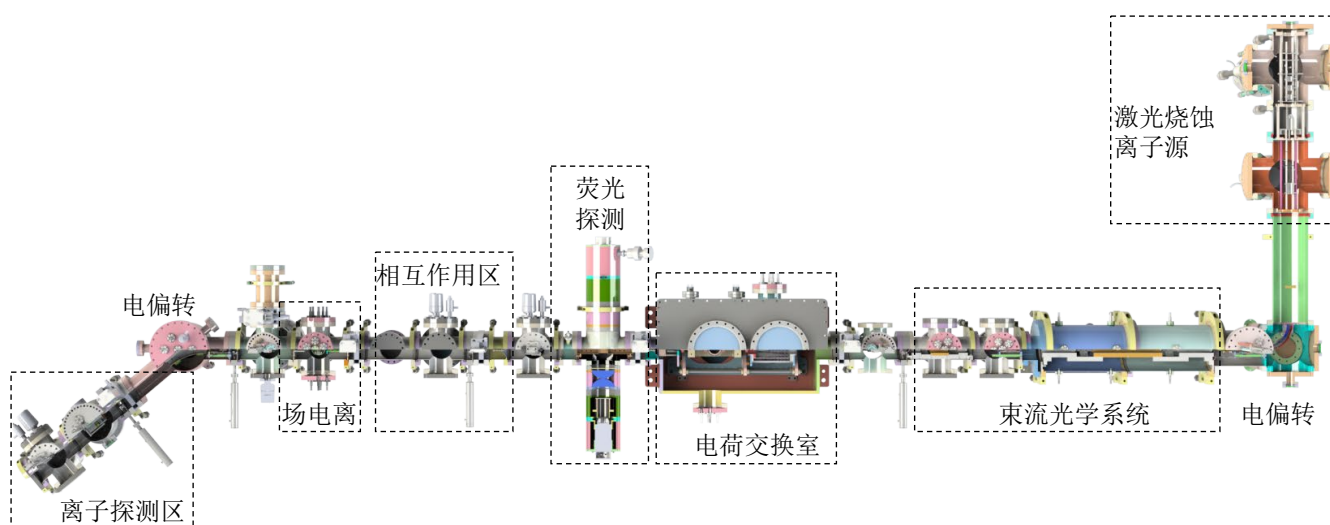 激光烧蚀
离子源
荧光
探测
相互作用区
电偏转
场电离
电荷交换室
束流光学系统
电偏转
离子探测区